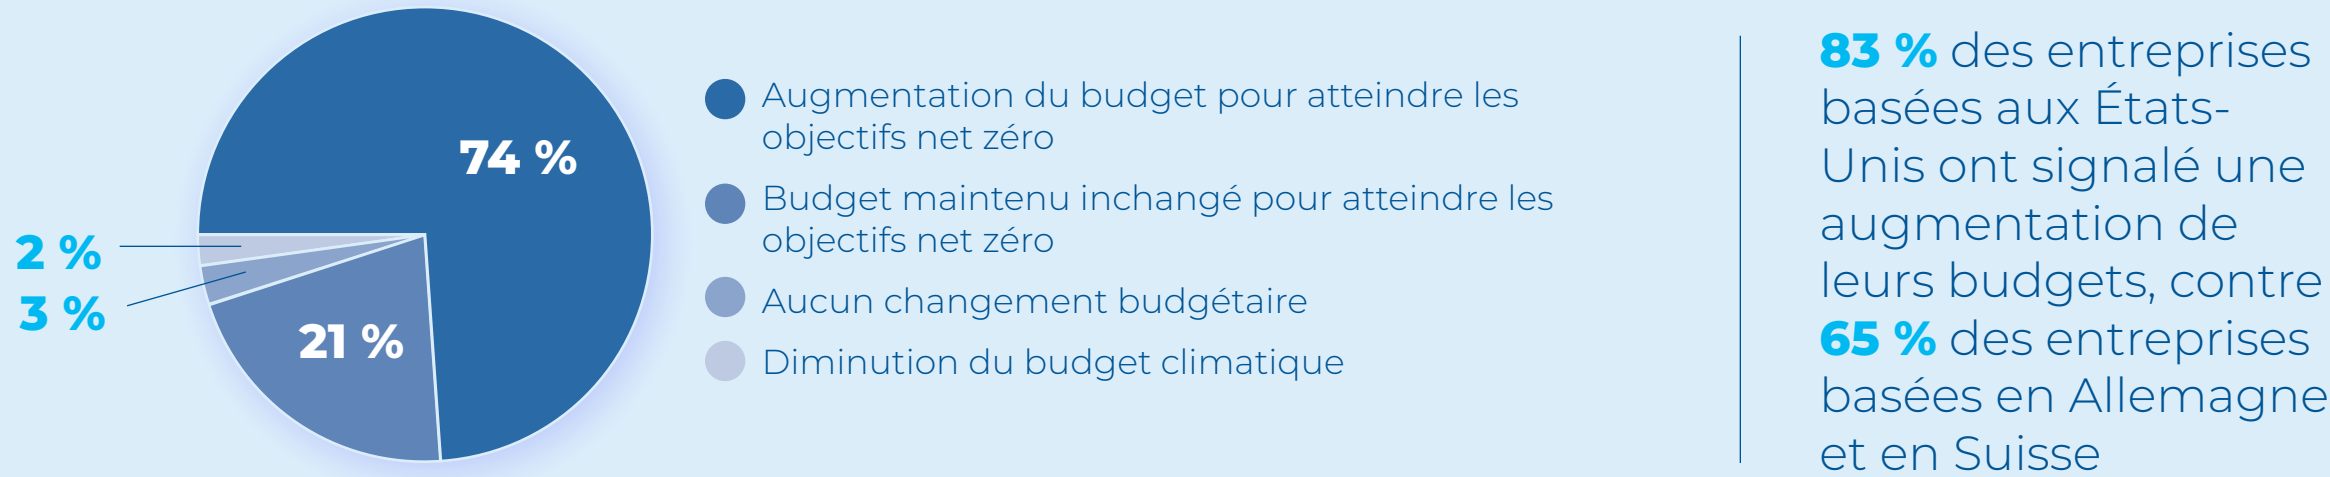 74 %
2 %
3 %
21 %
Augmentation du budget pour atteindre les
objectifs net zéro
Budget maintenu inchangé pour atteindre les
objectifs net zéro
Aucun changement budgétaire
Diminution du budget climatique
83 % des entreprises
basées aux États-
Unis ont signalé une
augmentation de
leurs budgets, contre
65 % des entreprises
basées en Allemagne
et en Suisse